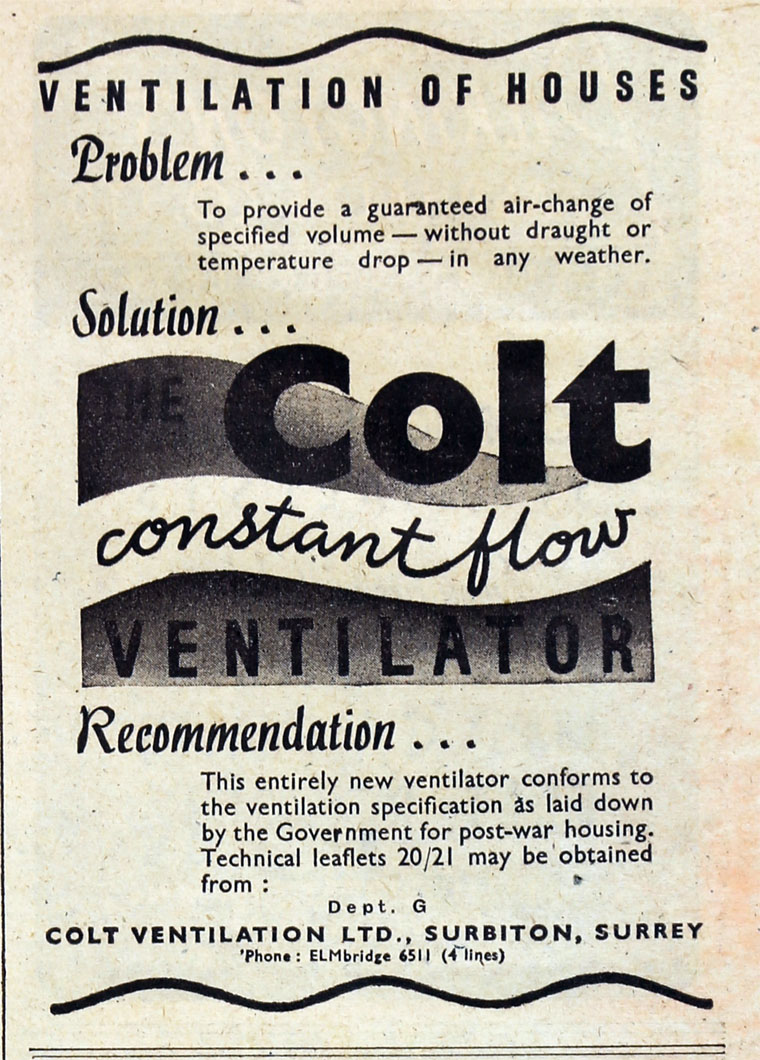 VENTILATION OF HOUSES
Problem . . .
To provide a guaranteed air-change of
specified volume — without draught or
temperature drop — in any weather.
Solution . . .
THE Colt
constant flow
VENTILATOR
Recommendation . . .
This entirely new ventilator conforms to
the ventilation specification as laid down
by the Government for post-war housing.
Technical leaflets 20/21 may be obtained
from :
Dept. G
COLT VENTILATION LTD., SURBITON, SURREY
'Phone : ELMbridge 6511 (4 lines)